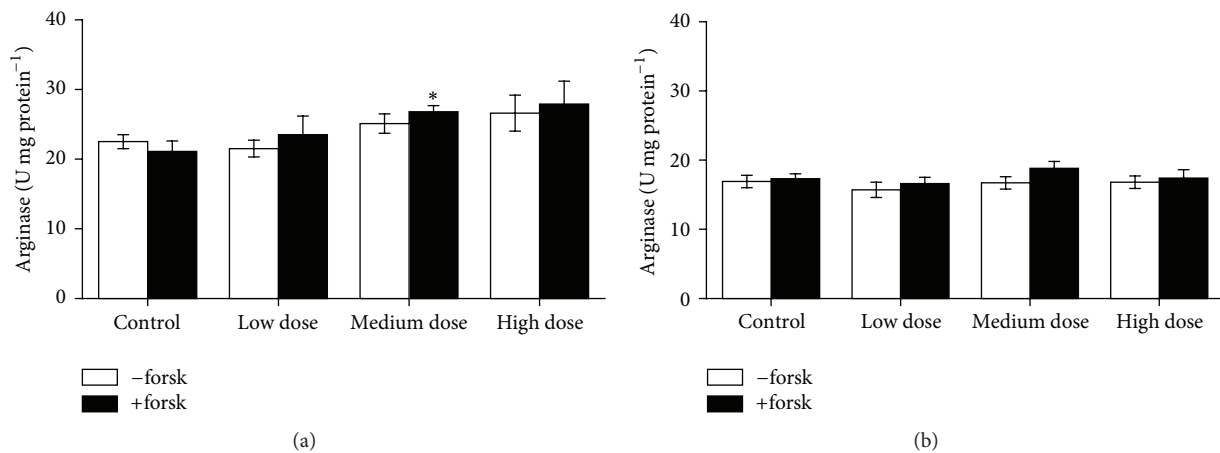 40
30
20
10
0
Arginase (U mg protein⁻¹)
*
Control
Low dose
Medium dose
High dose
−forsk
+forsk
(a)
40
30
20
10
0
Arginase (U mg protein⁻¹)
Control
Low dose
Medium dose
High dose
−forsk
+forsk
(b)